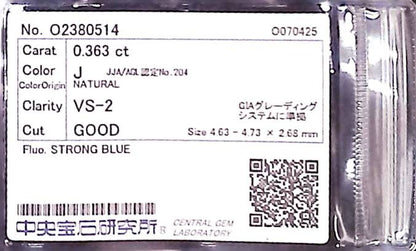 No. O2380514 O070425
Carat 0.363 ct
Color J JJA/AGL認定No.204
ColorOrigin NATURAL
Clarity VS-2 GIAグレーディング
システムに準拠
Cut GOOD Size 4.63 - 4.73 × 2.68 mm
Fluo. STRONG BLUE
中央宝石研究所® CENTRAL GEM
LABORATORY